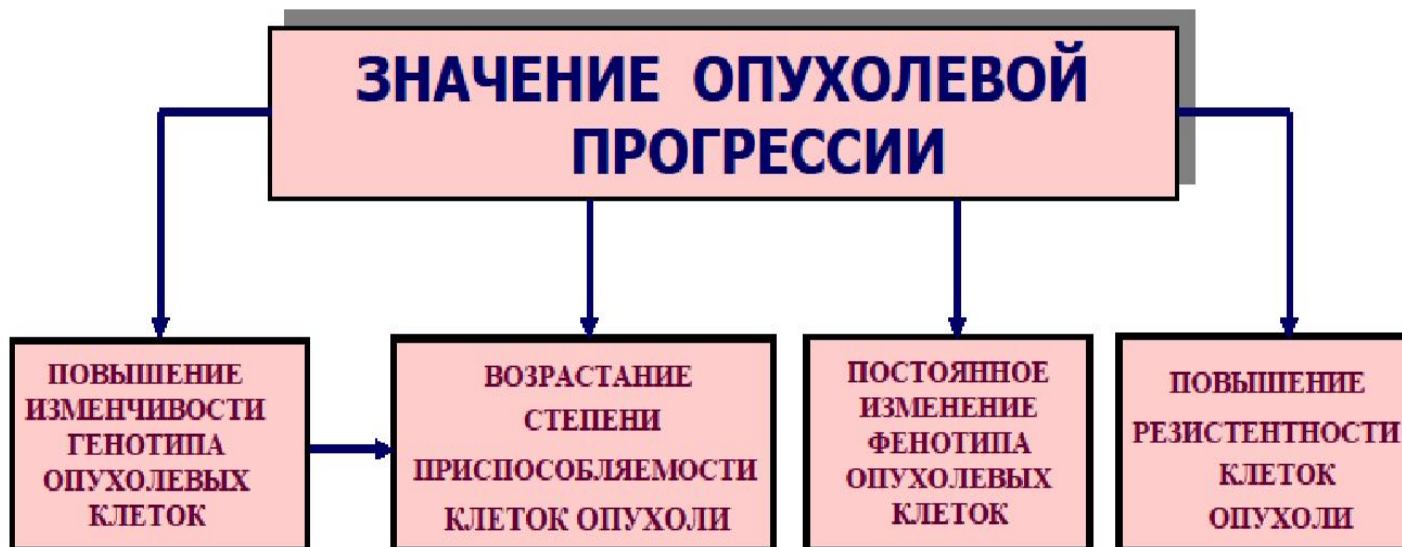 ЗНАЧЕНИЕ ОПУХОЛЕВОЙ
ПРОГРЕССИИ
ПОВЫШЕНИЕ
ИЗМЕНЧИВОСТИ
ГЕНОТИПА
ОПУХОЛЕВЫХ
КЛЕТОК
ВОЗРАСТАНИЕ
СТЕПЕНИ
ПРИСПОСОБЛЯЕМОСТИ
КЛЕТОК ОПУХОЛИ
ПОСТОЯННОЕ
ИЗМЕНЕНИЕ
ФЕНОТИПА
ОПУХОЛЕВЫХ
КЛЕТОК
ПОВЫШЕНИЕ
РЕЗИСТЕНТНОСТИ
КЛЕТОК
ОПУХОЛИ